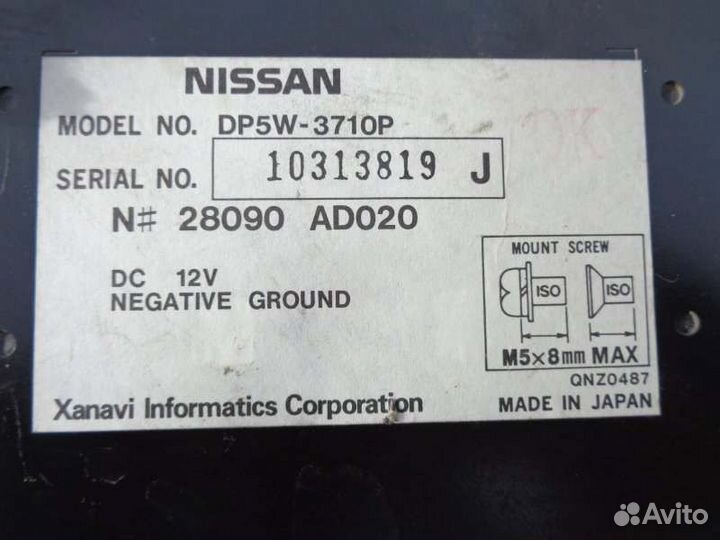 NISSAN
MODEL NO. DP5W-3710P
SERIAL NO. 10313819 J
N# 28090 AD020
DC 12V
NEGATIVE GROUND
MOUNT SCREW
ISO ISO
M5×8mm MAX
QNZ0487
Xanavi Informatics Corporation
MADE IN JAPAN
OK
Avito